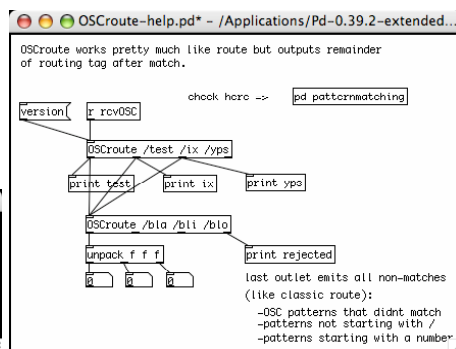 OSCroute-help.pd* - /Applications/Pd-0.39.2-extended...
OSCroute works pretty much like route but outputs remainder
of routing tag after match.
check here ->
pd patternmatching
version
r rcvOSC
OSCroute /test /ix /yps
print test
print ix
print yps
OSCroute /bla /bli /blo
unpack f f f
print rejected
0
0
0
last outlet emits all non-matches
(like classic route):
-OSC patterns that didnt match
-patterns not starting with /
-patterns starting with a number